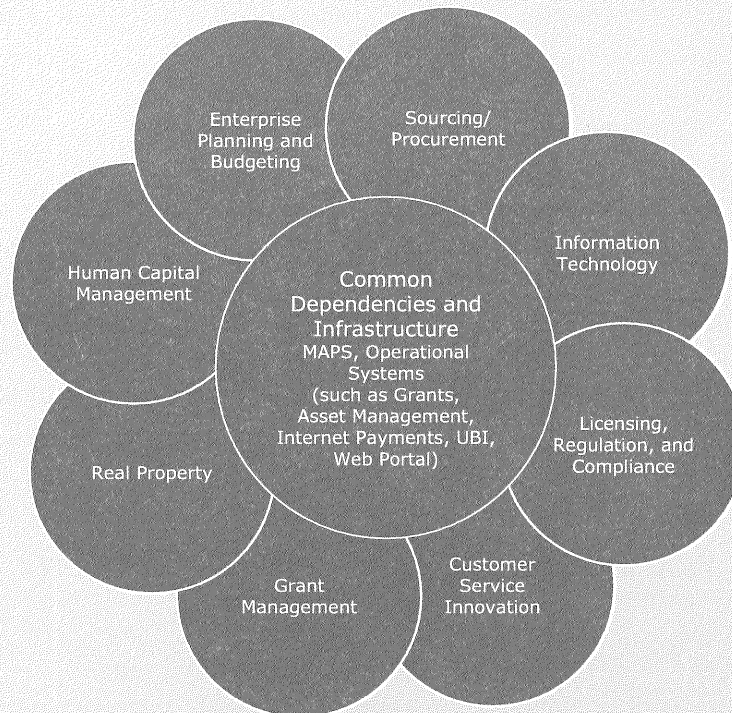 Enterprise
Planning and
Budgeting
Sourcing/
Procurement
Information
Technology
Licensing,
Regulation, and
Compliance
Customer
Service
Innovation
Grant
Management
Real Property
Human Capital
Management
Common
Dependencies and
Infrastructure
MAPS, Operational
Systems
(such as Grants,
Asset Management,
Internet Payments, UBI,
Web Portal)